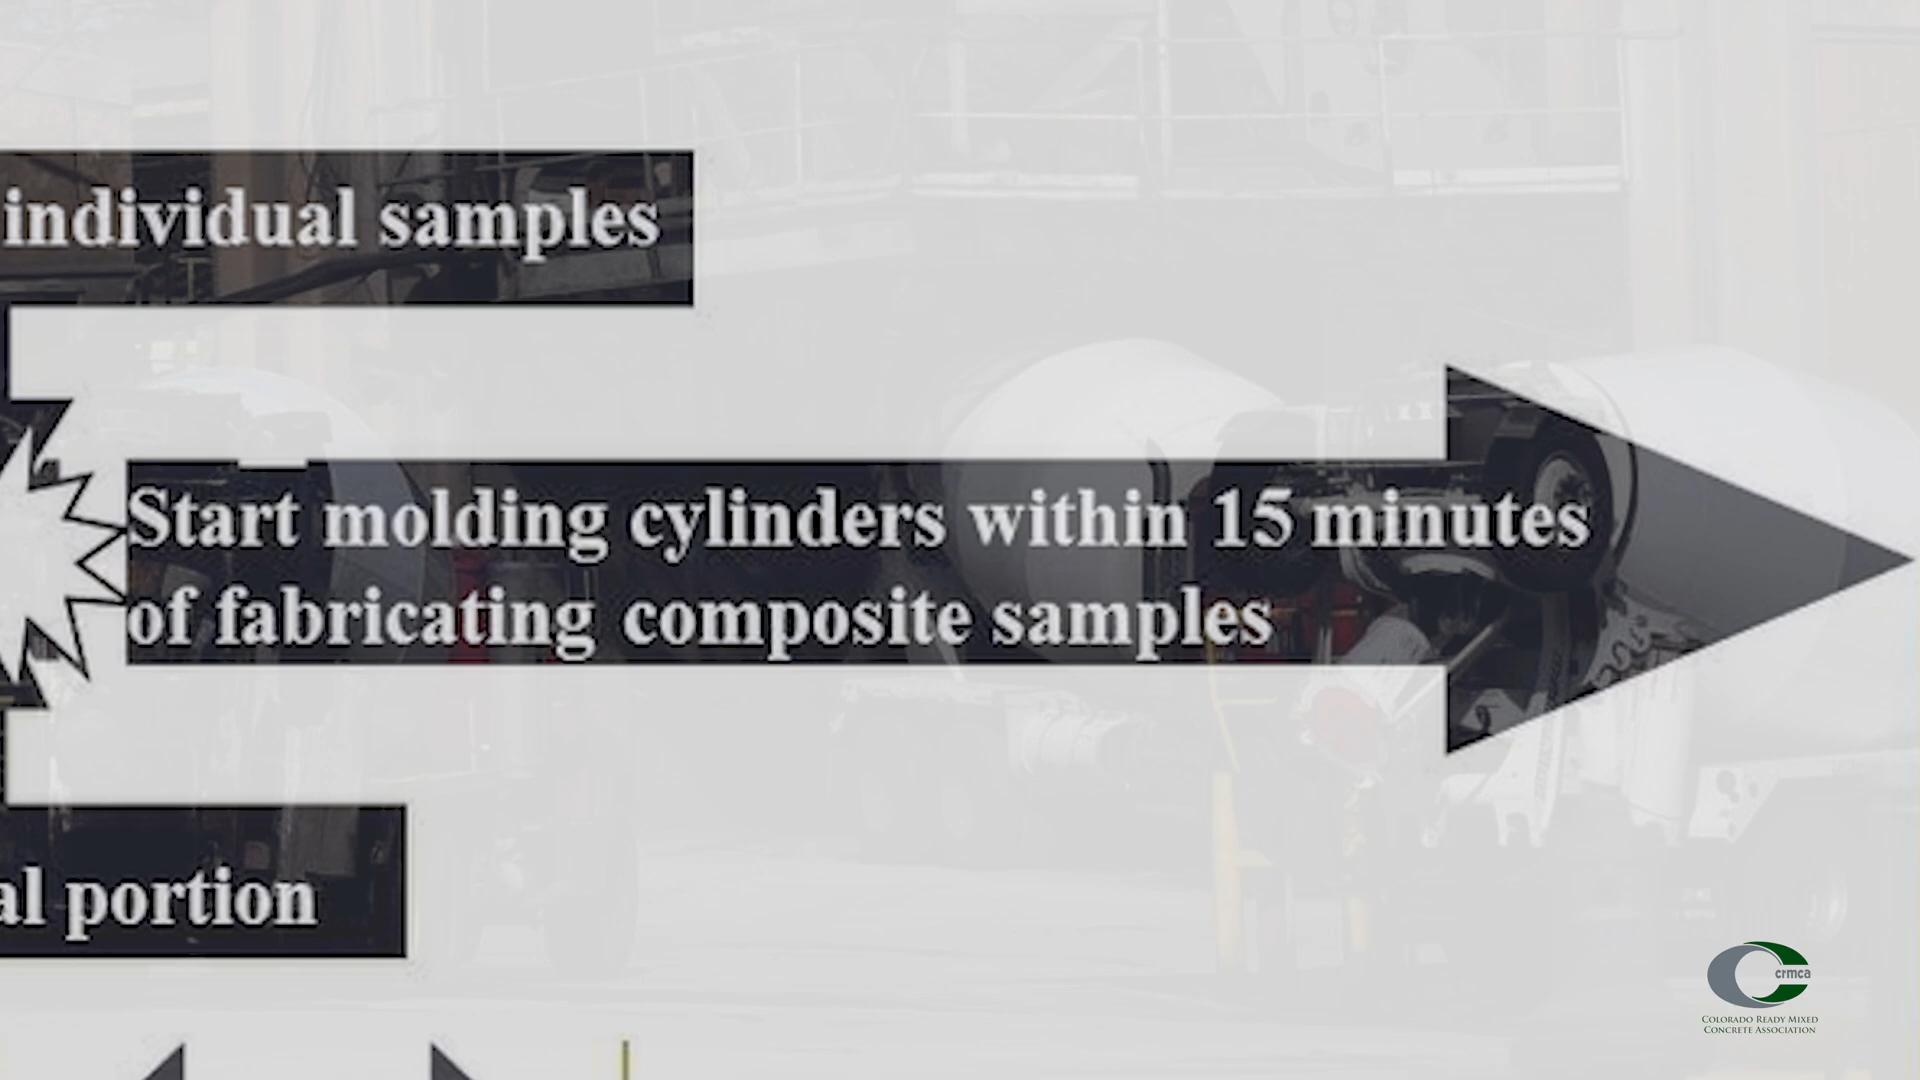 individual samples
Start molding cylinders within 15 minutes
of fabricating composite samples
al portion
crmca
COLORADO READY MIXED
CONCRETE ASSOCIATION